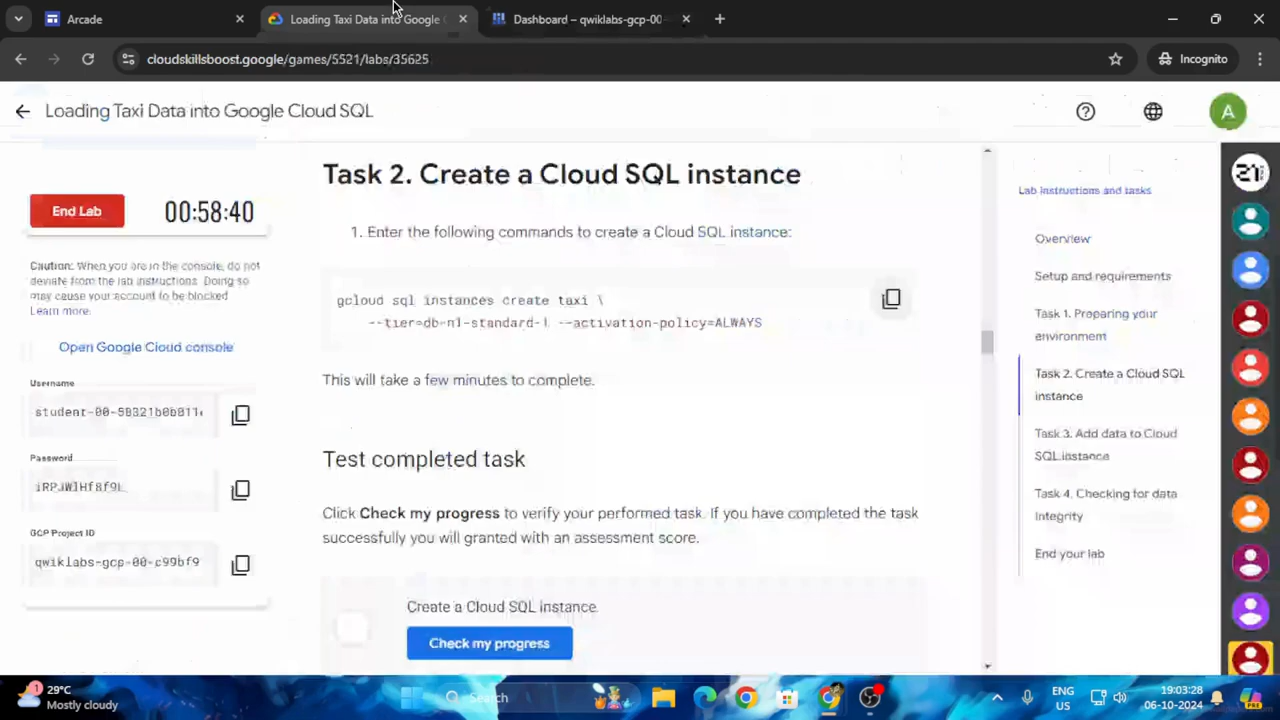 Arcade
Loading Taxi Data into Google C
Dashboard – qwiklabs-gcp-00
cloudskillsboost.google/games/5521/labs/35625
Incognito
Loading Taxi Data into Google Cloud SQL
A
End Lab
00:58:40
Caution: When you are in the console, do not
deviate from the lab instructions. Doing so
may cause your account to be blocked
Learn more.
Open Google Cloud console
Username
Password
GCP Project ID
qwiklabs-gcp-00-c99bf9
Task 2. Create a Cloud SQL instance
1. Enter the following commands to create a Cloud SQL instance:
gcloud sql instances create taxi \
--tier=db-n1-standard-1 --activation-policy=ALWAYS
This will take a few minutes to complete.
Test completed task
Click Check my progress to verify your performed task. If you have completed the task
successfully you will granted with an assessment score.
Create a Cloud SQL instance.
Check my progress
Lab instructions and tasks
Overview
Setup and requirements
Task 1. Preparing your
environment
Task 2. Create a Cloud SQL
instance
Task 3. Add data to Cloud
SQL instance
Task 4. Checking for data
integrity
End your lab
21
1
29°C
Mostly cloudy
Search
ENG
US
19:03:28
06-10-2024
PRE